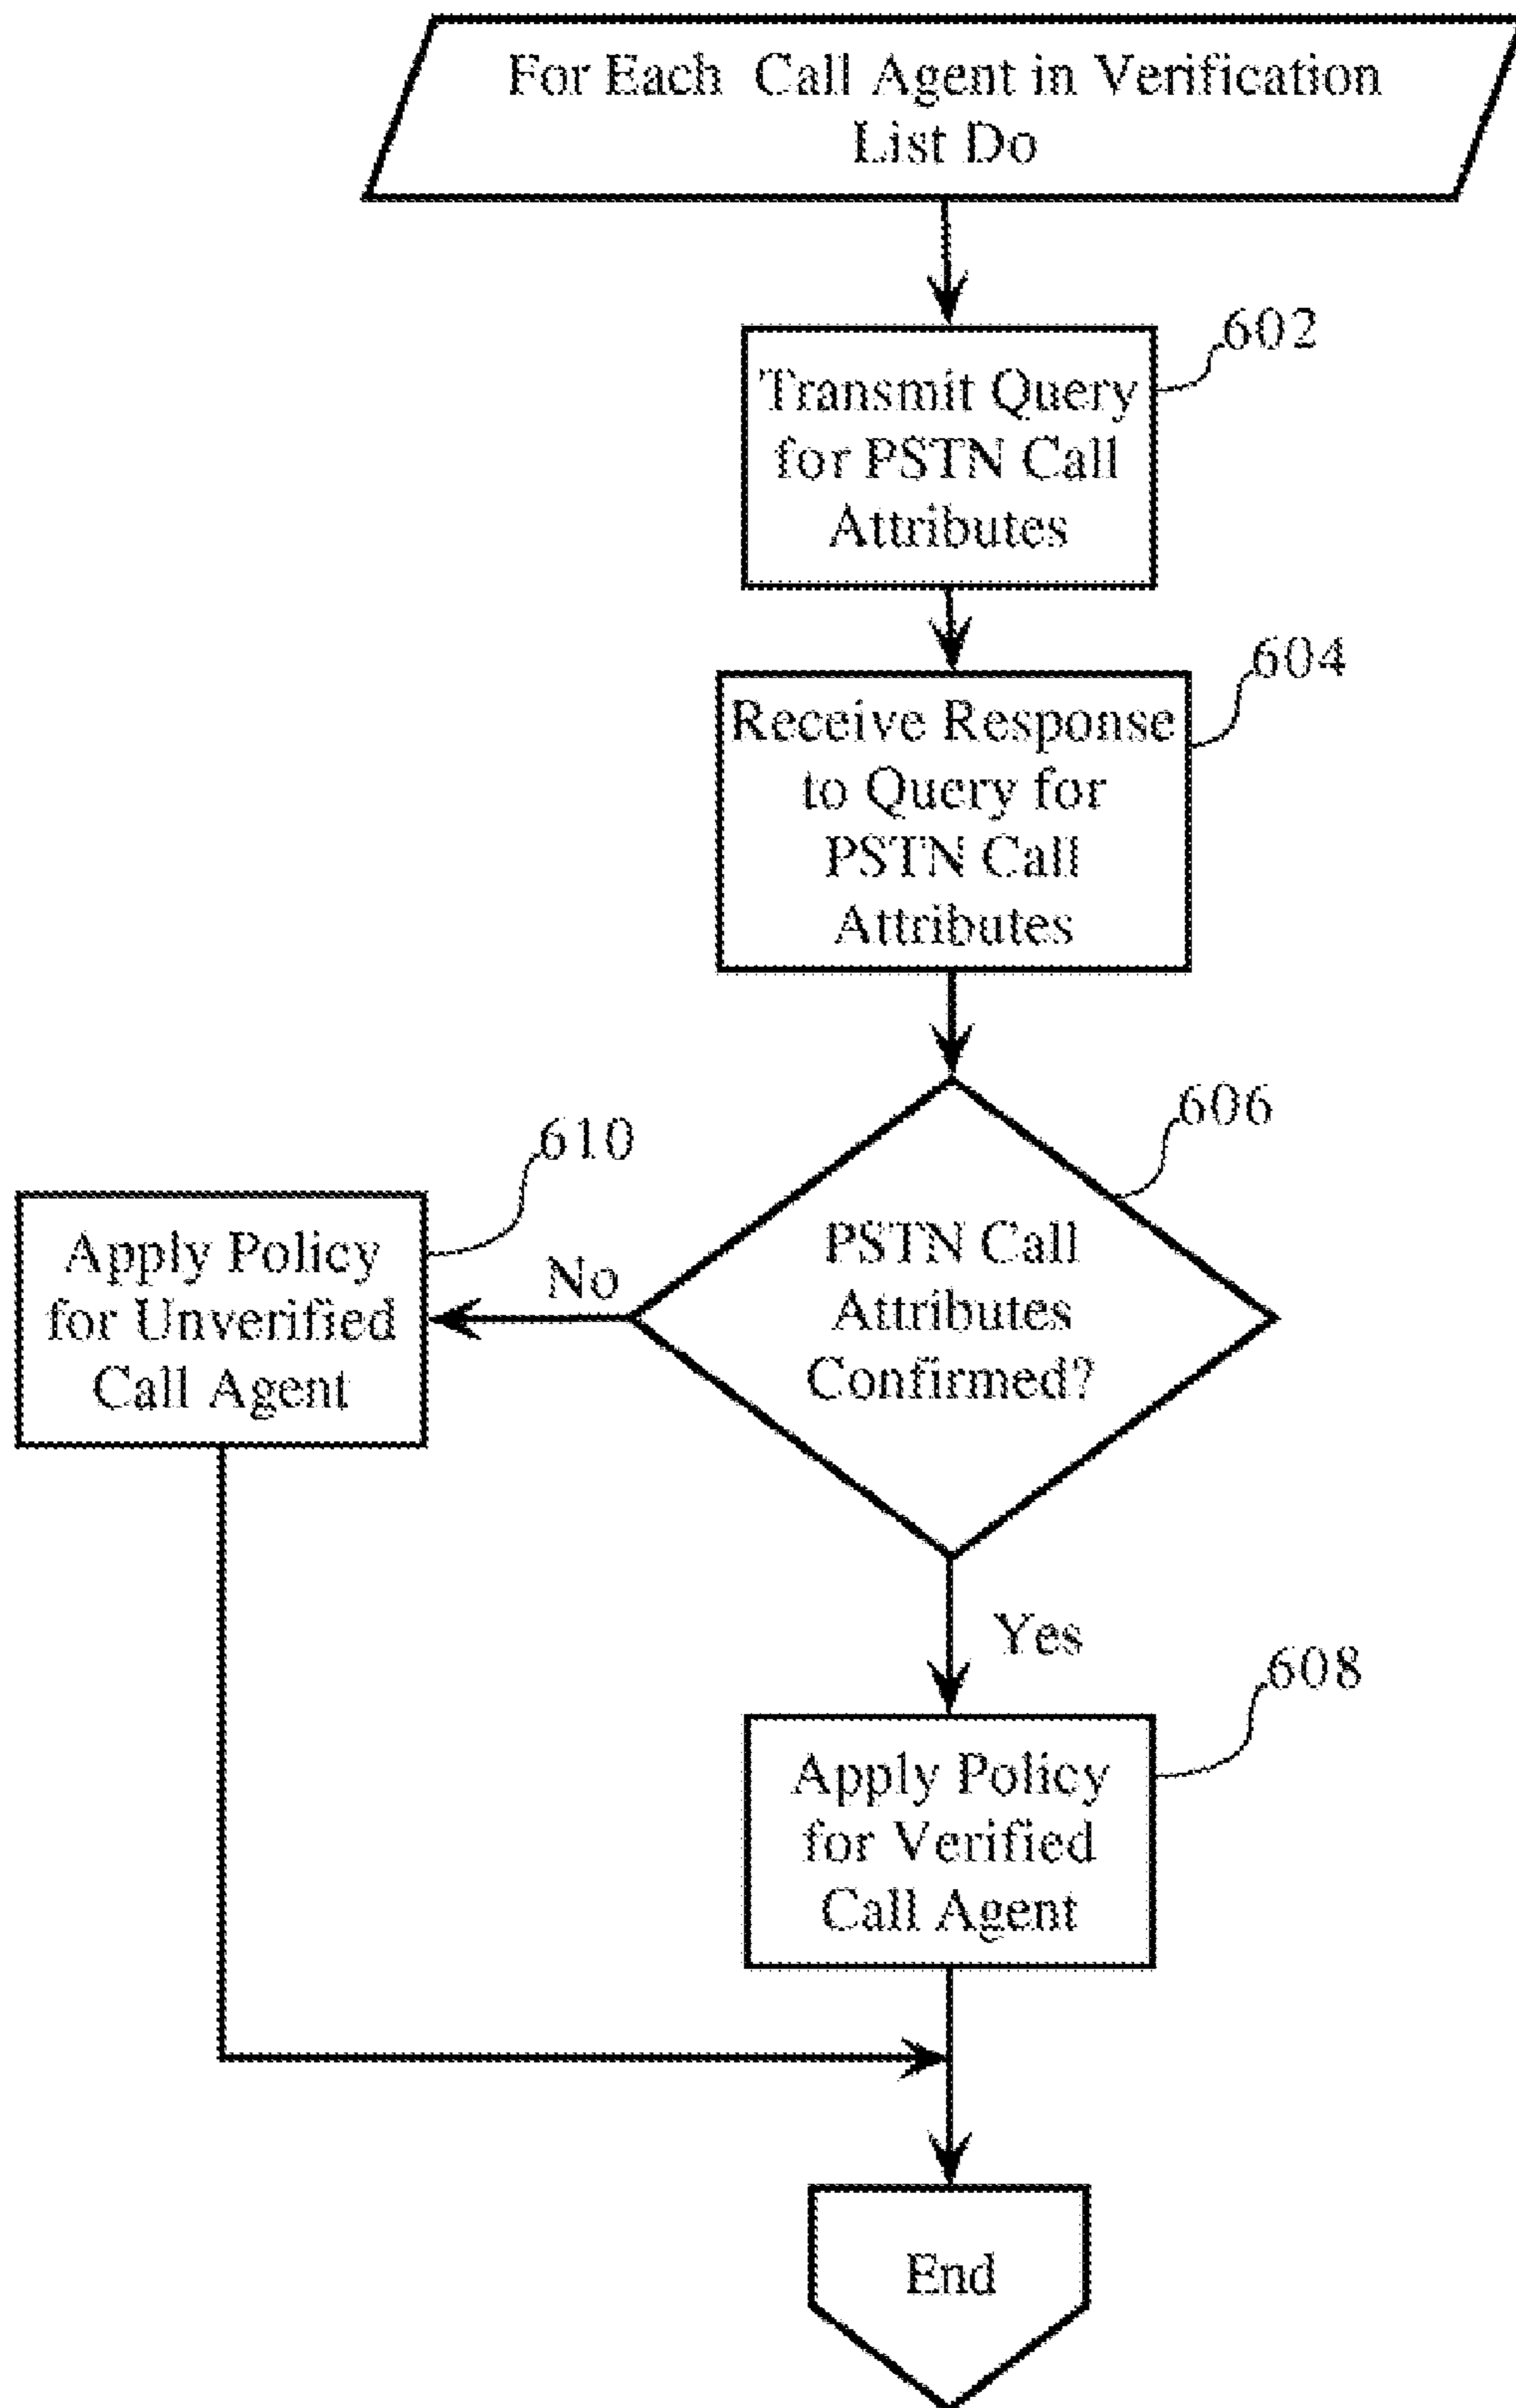 For Each Call Agent in Verification
List Do
602
Transmit Query
for PSTN Call
Attributes
604
Receive Response
to Query for
PSTN Call
Attributes
606
PSTN Call
Attributes
Confirmed?
610
No
Apply Policy
for Unverified
Call Agent
Yes
608
Apply Policy
for Verified
Call Agent
End